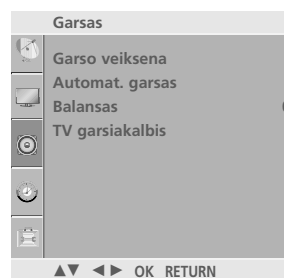 Garsas
Garso veiksena
Automat. garsas
Balansas
TV garsiakalbis
▲▼ ◄► OK RETURN